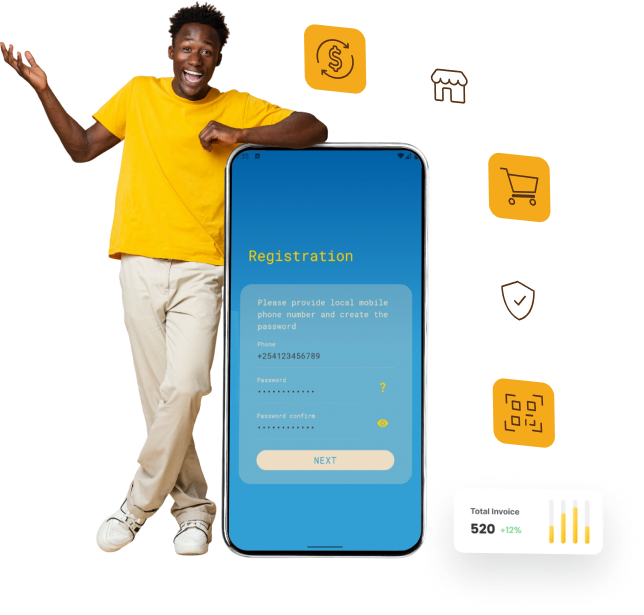 Registration
Please provide local mobile
phone number and create the
password
Phone
+254123456789
Password
••••••••••••
?
Password confirm
••••••••••••
NEXT
Total Invoice
520 +12%